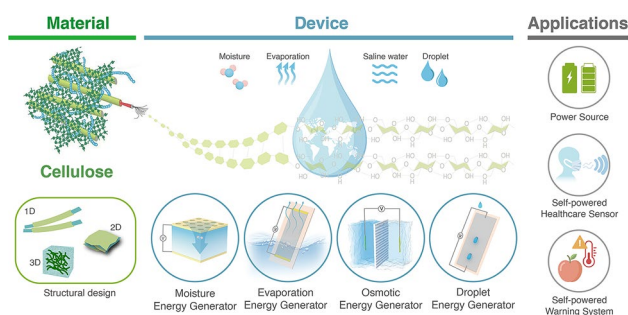 Material
Device
Applications
Moisture
Evaporation
Saline water
Droplet
Cellulose
1D
2D
3D
Structural design
Moisture
Energy Generator
Evaporation
Energy Generator
Osmotic
Energy Generator
Droplet
Energy Generator
Power Source
Self-powered
Healthcare Sensor
Self-powered
Warning System